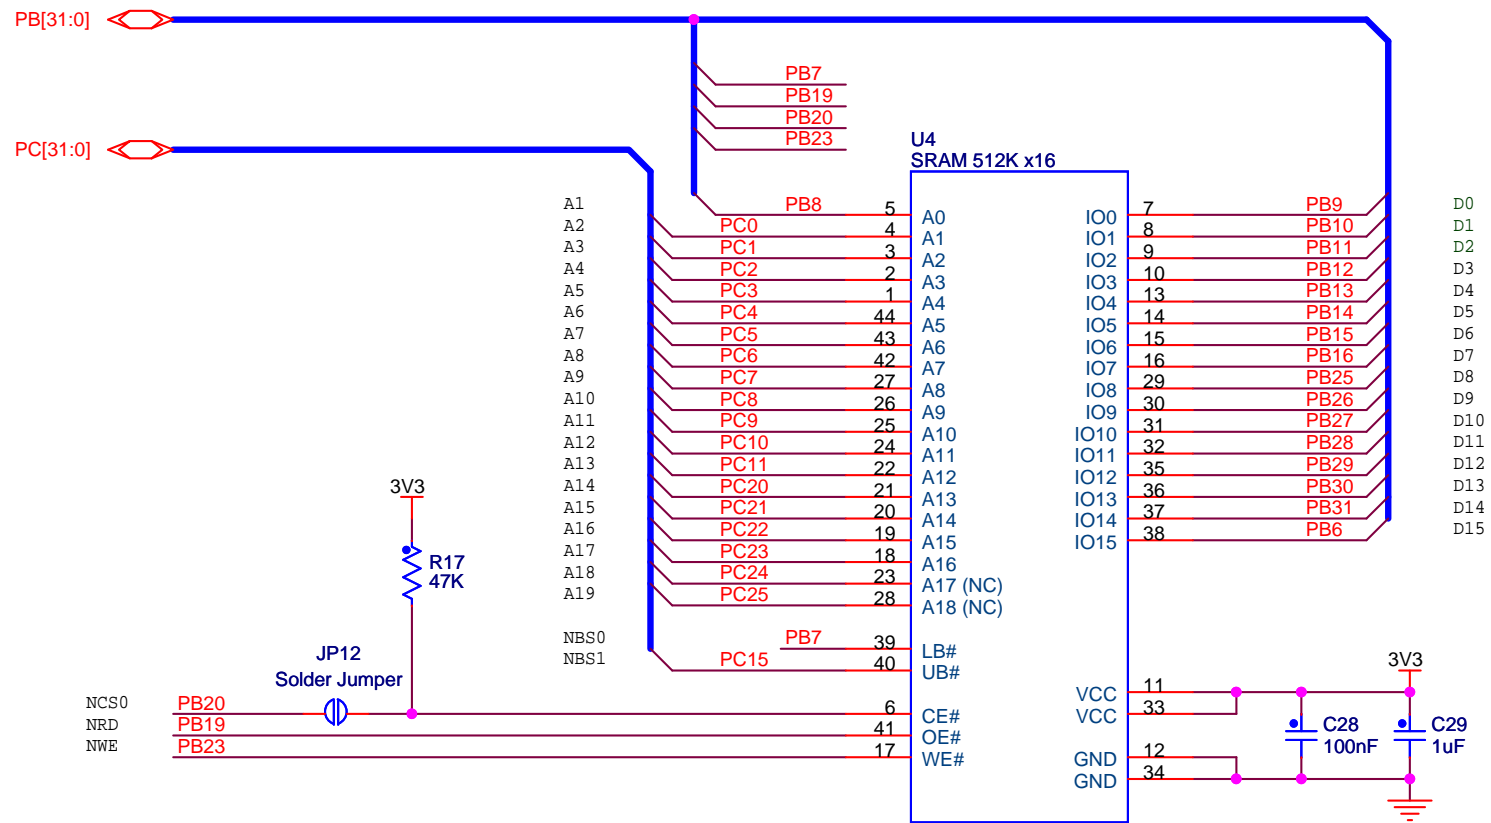 PB[31:0]
PB7
PB19
PB20
PB23
PC[31:0]
U4
SRAM 512K x16
A1 PB8 5 A0 IO0 7 PB9 D0
A2 PC0 4 A1 IO1 8 PB10 D1
A3 PC1 3 A2 IO2 9 PB11 D2
A4 PC2 2 A3 IO3 10 PB12 D3
A5 PC3 1 A4 IO4 13 PB13 D4
A6 PC4 44 A5 IO5 14 PB14 D5
A7 PC5 43 A6 IO6 15 PB15 D6
A8 PC6 42 A7 IO7 16 PB16 D7
A9 PC7 27 A8 IO8 29 PB25 D8
A10 PC8 26 A9 IO9 30 PB26 D9
A11 PC9 25 A10 IO10 31 PB27 D10
A12 PC10 24 A11 IO11 32 PB28 D11
A13 PC11 22 A12 IO12 35 PB29 D12
A14 PC20 21 A13 IO13 36 PB30 D13
A15 PC21 20 A14 IO14 37 PB31 D14
A16 PC22 19 A15 IO15 38 PB6 D15
A17 PC23 18 A16
A18 PC24 23 A17 (NC)
A19 PC25 28 A18 (NC)
3V3
R17
47K
NBS0 PB7 39 LB#
NBS1 PC15 40 UB#
JP12
Solder Jumper
NCS0 PB20 6 CE#
NRD PB19 41 OE#
NWE PB23 17 WE#
3V3
VCC 11
VCC 33
C28
100nF
C29
1uF
GND 12
GND 34